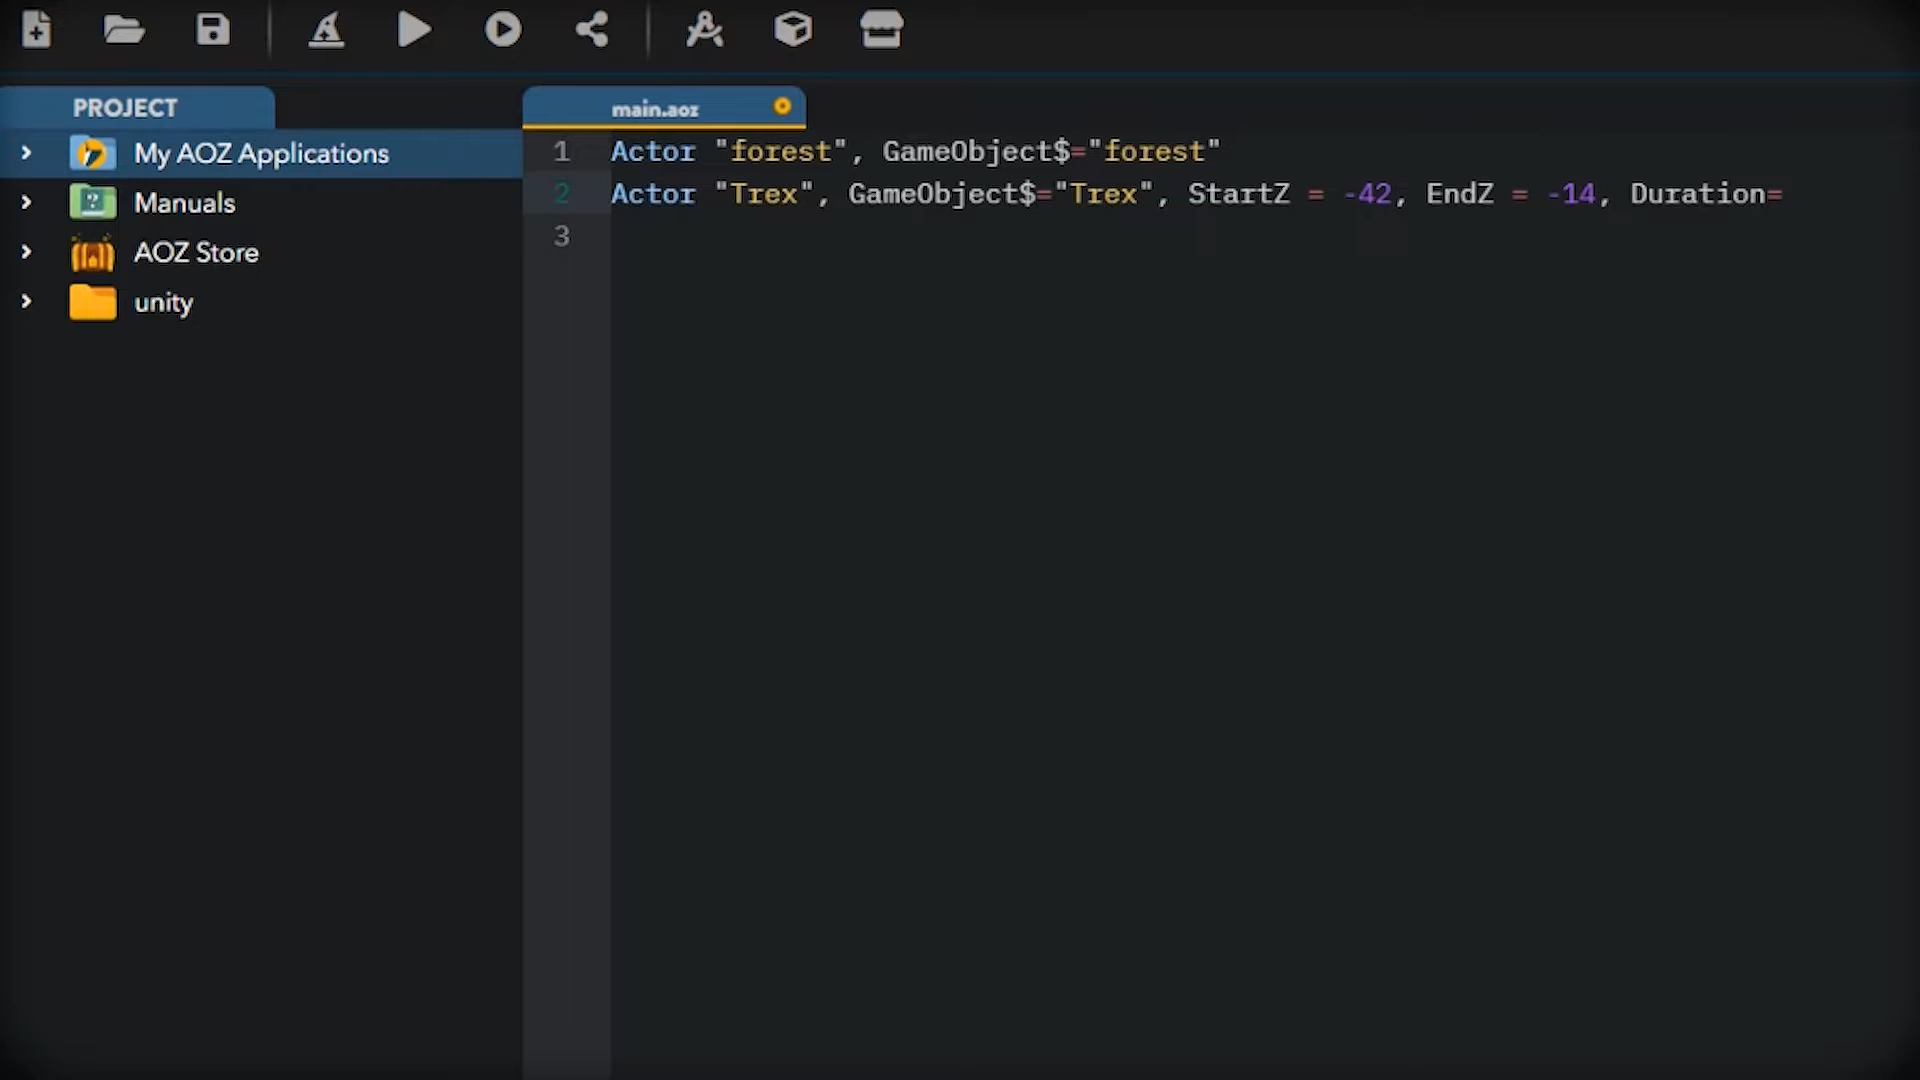 PROJECT
My AOZ Applications
Manuals
AOZ Store
unity
main.aoz
1 Actor "forest", GameObject$="forest"
2 Actor "Trex", GameObject$="Trex", StartZ = -42, EndZ = -14, Duration=
3